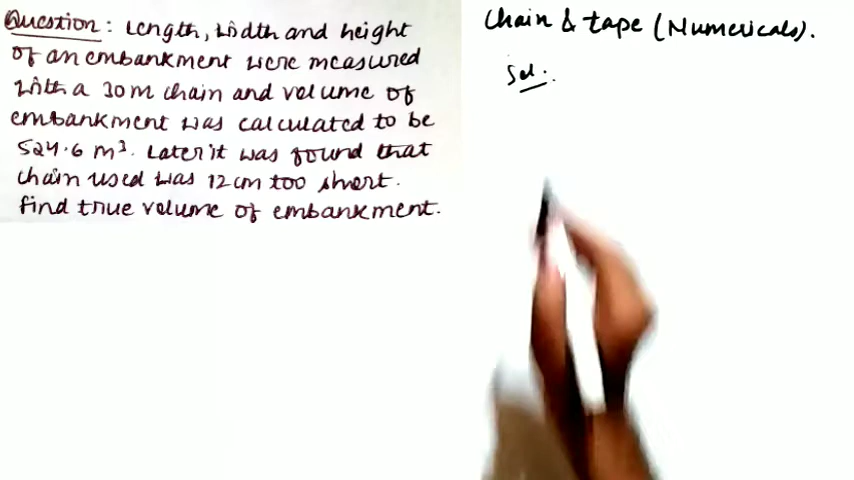 Question: Length, width and height
of an embankment were measured
with a 30m chain and volume of
embankment was calculated to be
524.6 m³. Later it was found that
chain used was 12 cm too short.
find true volume of embankment.
Chain & tape (Numericals).
Sol:.